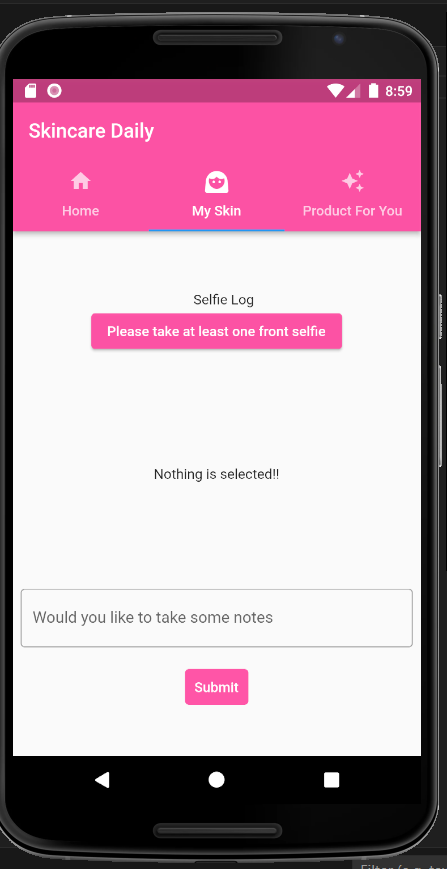 8:59
Skincare Daily
Home
My Skin
Product For You
Selfie Log
Please take at least one front selfie
Nothing is selected!!
Would you like to take some notes
Submit